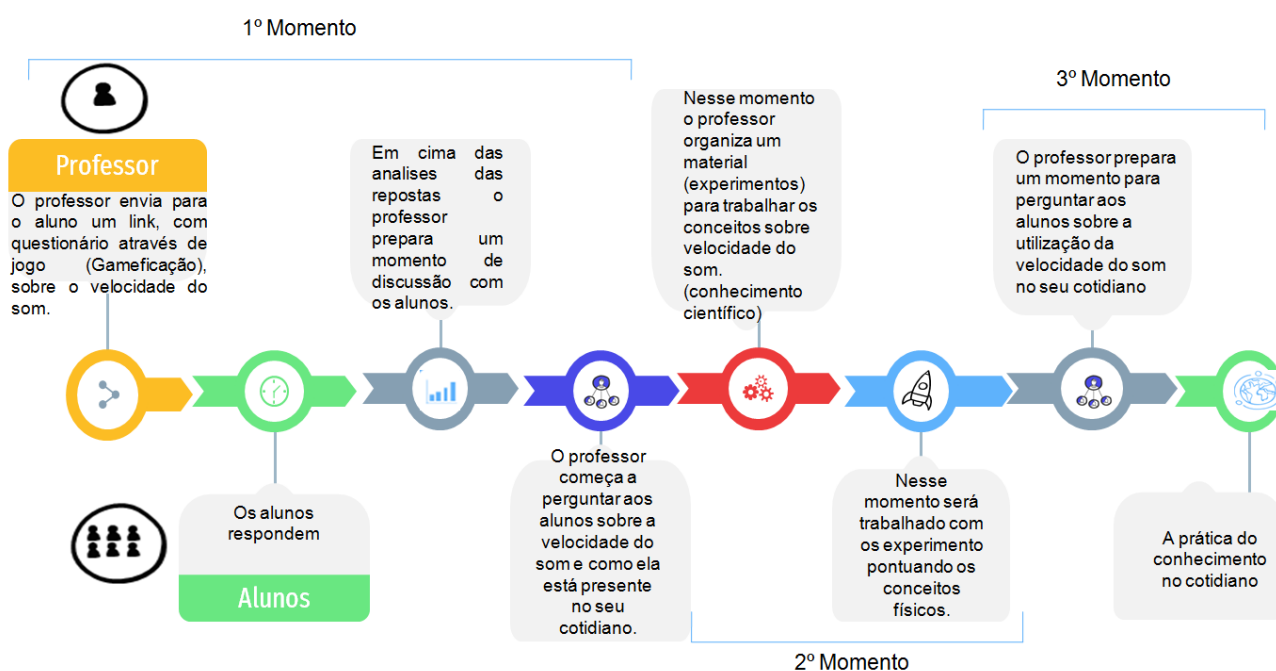 1º Momento
Professor
O professor envia para
o aluno um link, com
questionário através de
jogo (Gameficação),
sobre o velocidade do
som.
Os alunos
respondem
Alunos
Em cima das
analises das
repostas o
professor
prepara um
momento de
discussão com
os alunos.
O professor
começa a
perguntar aos
alunos sobre a
velocidade do
som e como ela
está presente
no seu
cotidiano.
Nesse momento
o professor
organiza um
material
(experimentos)
para trabalhar os
conceitos sobre
velocidade do
som.
(conhecimento
científico)
Nesse
momento será
trabalhado com
os experimento
pontuando os
conceitos
físicos.
2º Momento
3º Momento
O professor prepara
um momento para
perguntar aos
alunos sobre a
utilização da
velocidade do som
no seu cotidiano
A prática do
conhecimento
no cotidiano